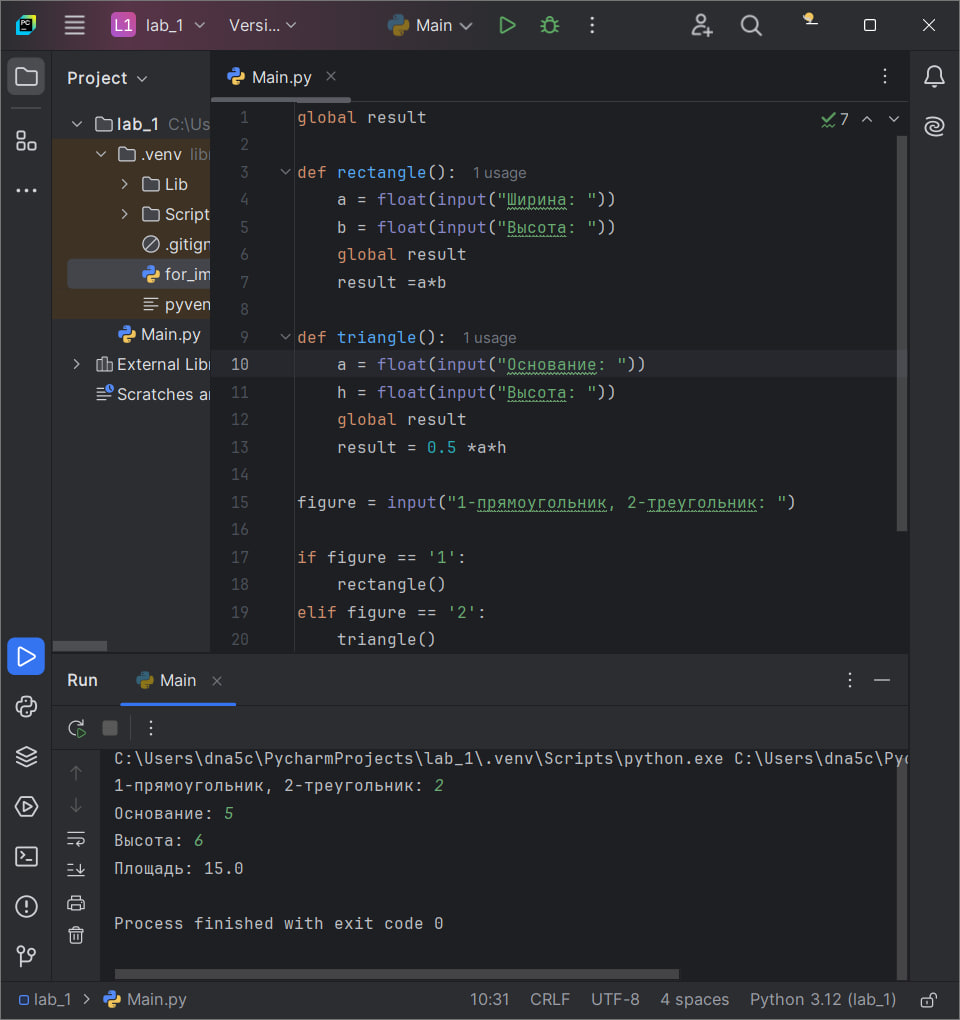 L1 lab_1 Versi... Main
Project
Main.py
lab_1 C:\Us
.venv libr
Lib
Script
.gitign
for_im
pyven
Main.py
External Libr
Scratches an
7
1 global result
2
3 def rectangle(): 1 usage
4 a = float(input("Ширина: "))
5 b = float(input("Высота: "))
6 global result
7 result =a*b
8
9 def triangle(): 1 usage
10 a = float(input("Основание: "))
11 h = float(input("Высота: "))
12 global result
13 result = 0.5 *a*h
14
15 figure = input("1-прямоугольник, 2-треугольник: ")
16
17 if figure == '1':
18 rectangle()
19 elif figure == '2':
20 triangle()
Run Main
C:\Users\dna5c\PycharmProjects\lab_1\.venv\Scripts\python.exe C:\Users\dna5c\Pyc
1-прямоугольник, 2-треугольник: 2
Основание: 5
Высота: 6
Площадь: 15.0
Process finished with exit code 0
lab_1 > Main.py 10:31 CRLF UTF-8 4 spaces Python 3.12 (lab_1)